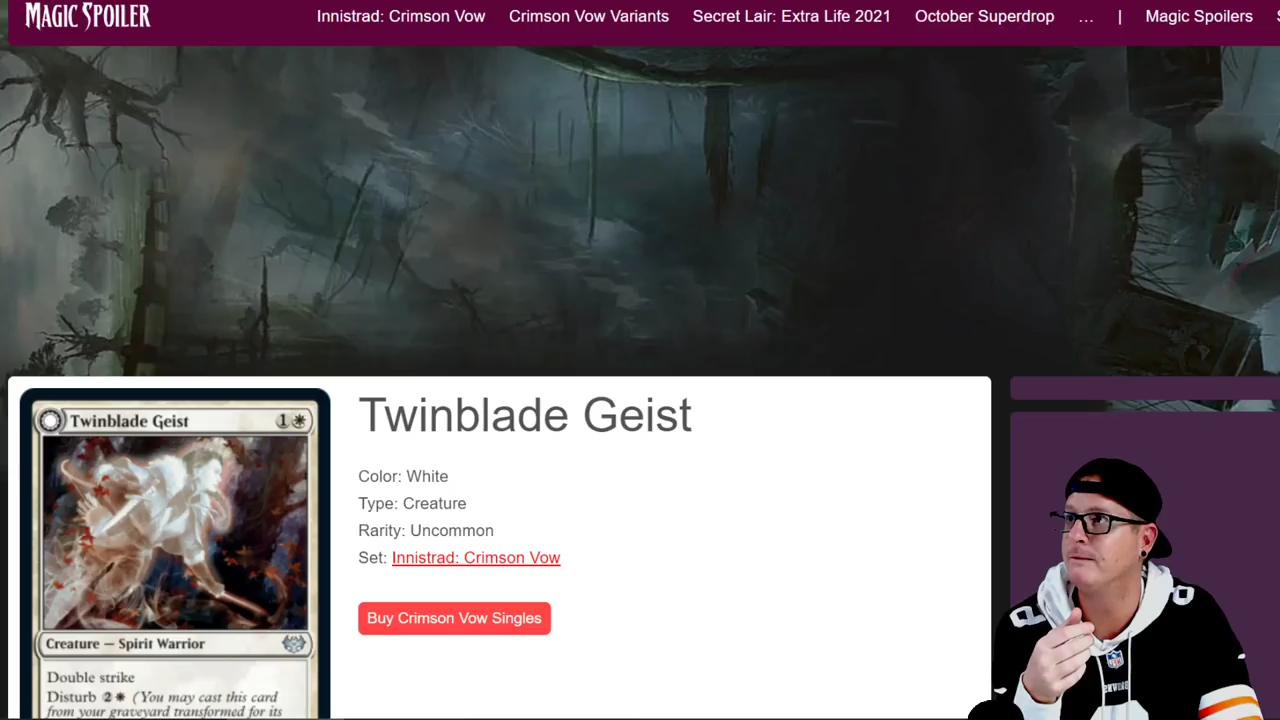 Magic Spoiler
Innistrad: Crimson Vow Crimson Vow Variants Secret Lair: Extra Life 2021 October Superdrop ... | Magic Spoilers
Twinblade Geist 1
Twinblade Geist
Color: White
Type: Creature
Rarity: Uncommon
Set: Innistrad: Crimson Vow
Buy Crimson Vow Singles
Creature — Spirit Warrior
Double strike
Disturb 2 (You may cast this card
from your graveyard transformed for its
NFL